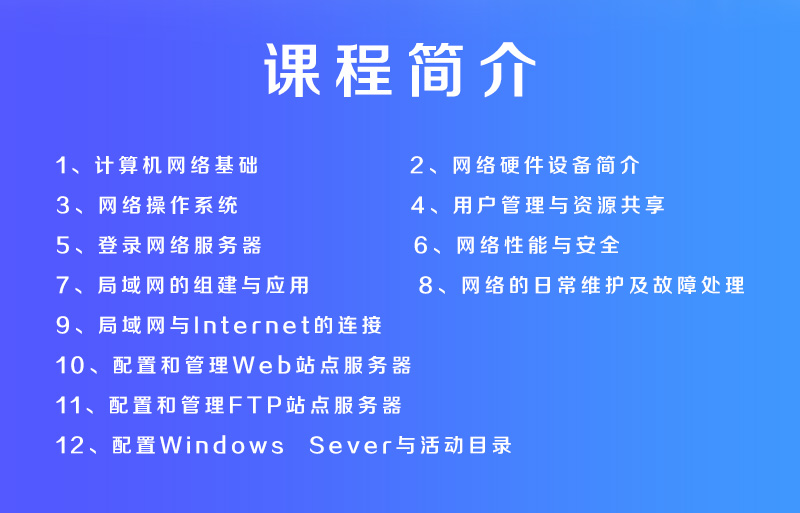 课程简介
1、计算机网络基础 2、网络硬件设备简介
3、网络操作系统 4、用户管理与资源共享
5、登录网络服务器 6、网络性能与安全
7、局域网的组建与应用 8、网络的日常维护及故障处理
9、局域网与Internet的连接
10、配置和管理Web站点服务器
11、配置和管理FTP站点服务器
12、配置Windows Sever与活动目录